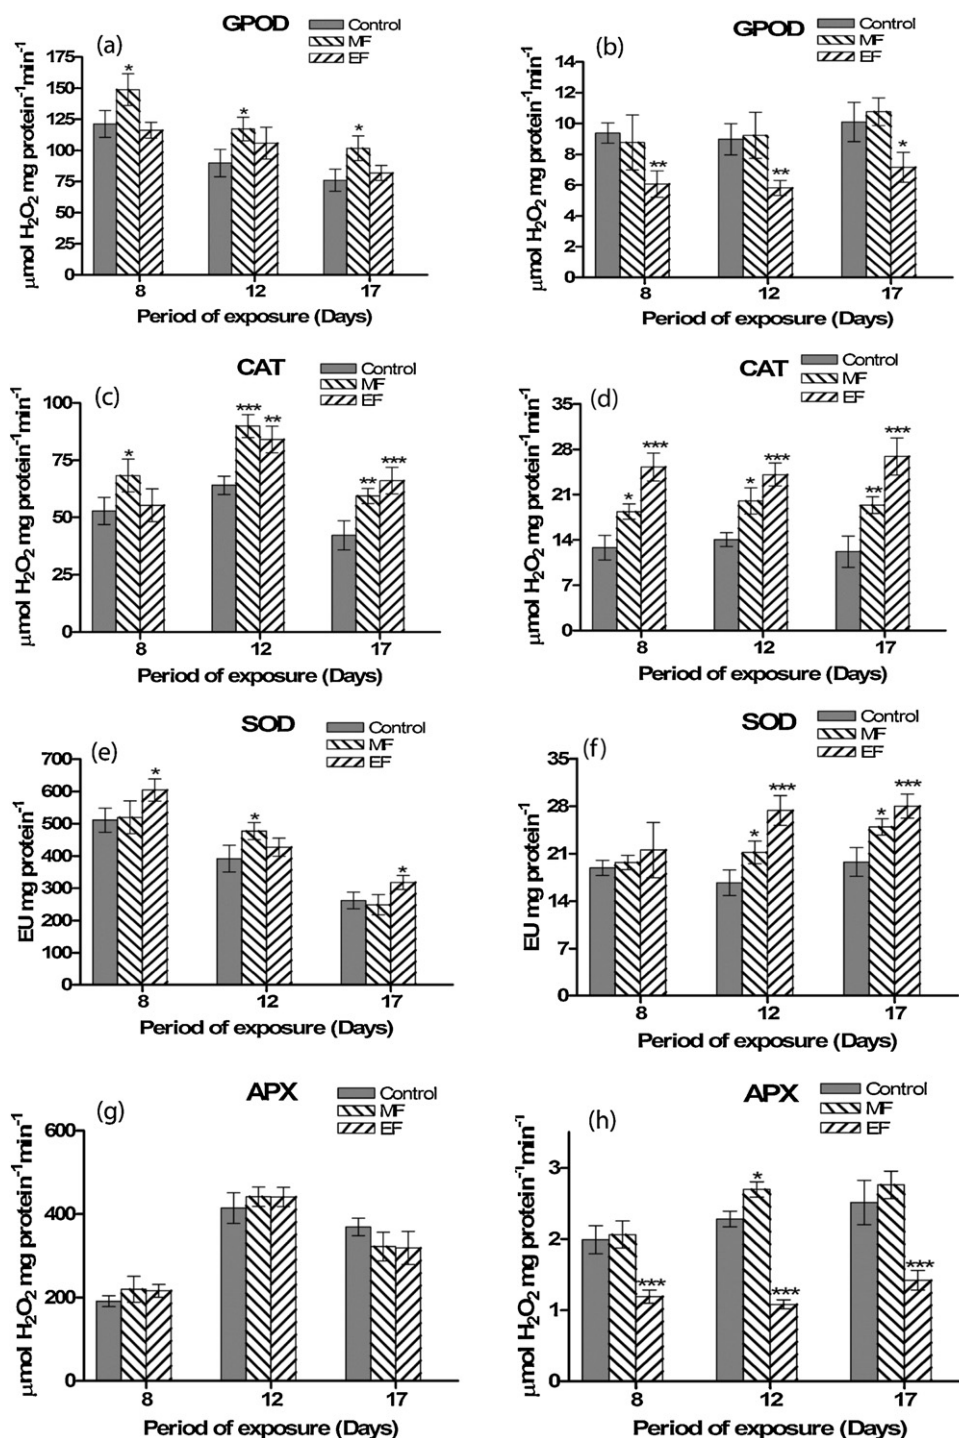 GPOD
(a)
Control
MF
EF
μmol H₂O₂ mg protein⁻¹min⁻¹
175
150
125
100
75
50
25
0
*
*
*
8 12 17
Period of exposure (Days)
GPOD
(b)
Control
MF
EF
μmol H₂O₂ mg protein⁻¹min⁻¹
14
12
10
8
6
4
2
0
**
**
*
8 12 17
Period of exposure (Days)
CAT
(c)
Control
MF
EF
μmol H₂O₂ mg protein⁻¹min⁻¹
100
75
50
25
0
*
*** **
** ***
8 12 17
Period of exposure (Days)
CAT
(d)
Control
MF
EF
μmol H₂O₂ mg protein⁻¹min⁻¹
35
28
21
14
7
0
* ***
* ***
** ***
8 12 17
Period of exposure (Days)
SOD
(e)
Control
MF
EF
EU mg protein⁻¹
700
600
500
400
300
200
100
0
*
*
*
8 12 17
Period of exposure (Days)
SOD
(f)
Control
MF
EF
EU mg protein⁻¹
35
28
21
14
7
0
* ***
* ***
8 12 17
Period of exposure (Days)
APX
(g)
Control
MF
EF
μmol H₂O₂ mg protein⁻¹min⁻¹
600
400
200
0
8 12 17
Period of exposure (Days)
APX
(h)
Control
MF
EF
μmol H₂O₂ mg protein⁻¹min⁻¹
3
2
1
0
***
* ***
***
8 12 17
Period of exposure (Days)